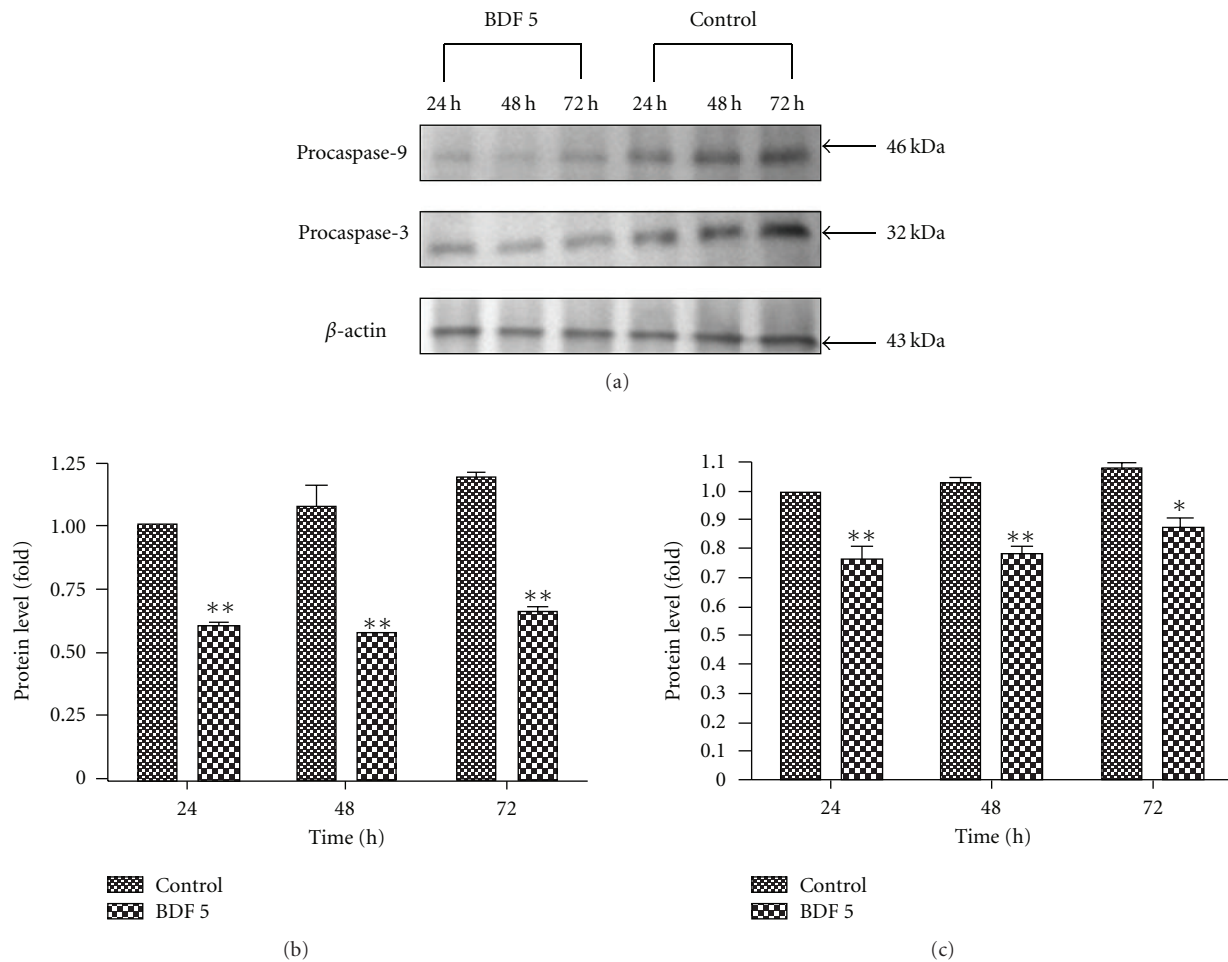 BDF 5 Control
24 h 48 h 72 h 24 h 48 h 72 h
Procaspase-9 46 kDa
Procaspase-3 32 kDa
β-actin 43 kDa
(a)
1.25
1.00
0.75
0.50
0.25
0
Protein level (fold)
**
**
**
24 48 72
Time (h)
Control
BDF 5
(b)
1.1
1.0
0.9
0.8
0.7
0.6
0.5
0.4
0.3
0.2
0.1
0
Protein level (fold)
**
**
*
24 48 72
Time (h)
Control
BDF 5
(c)